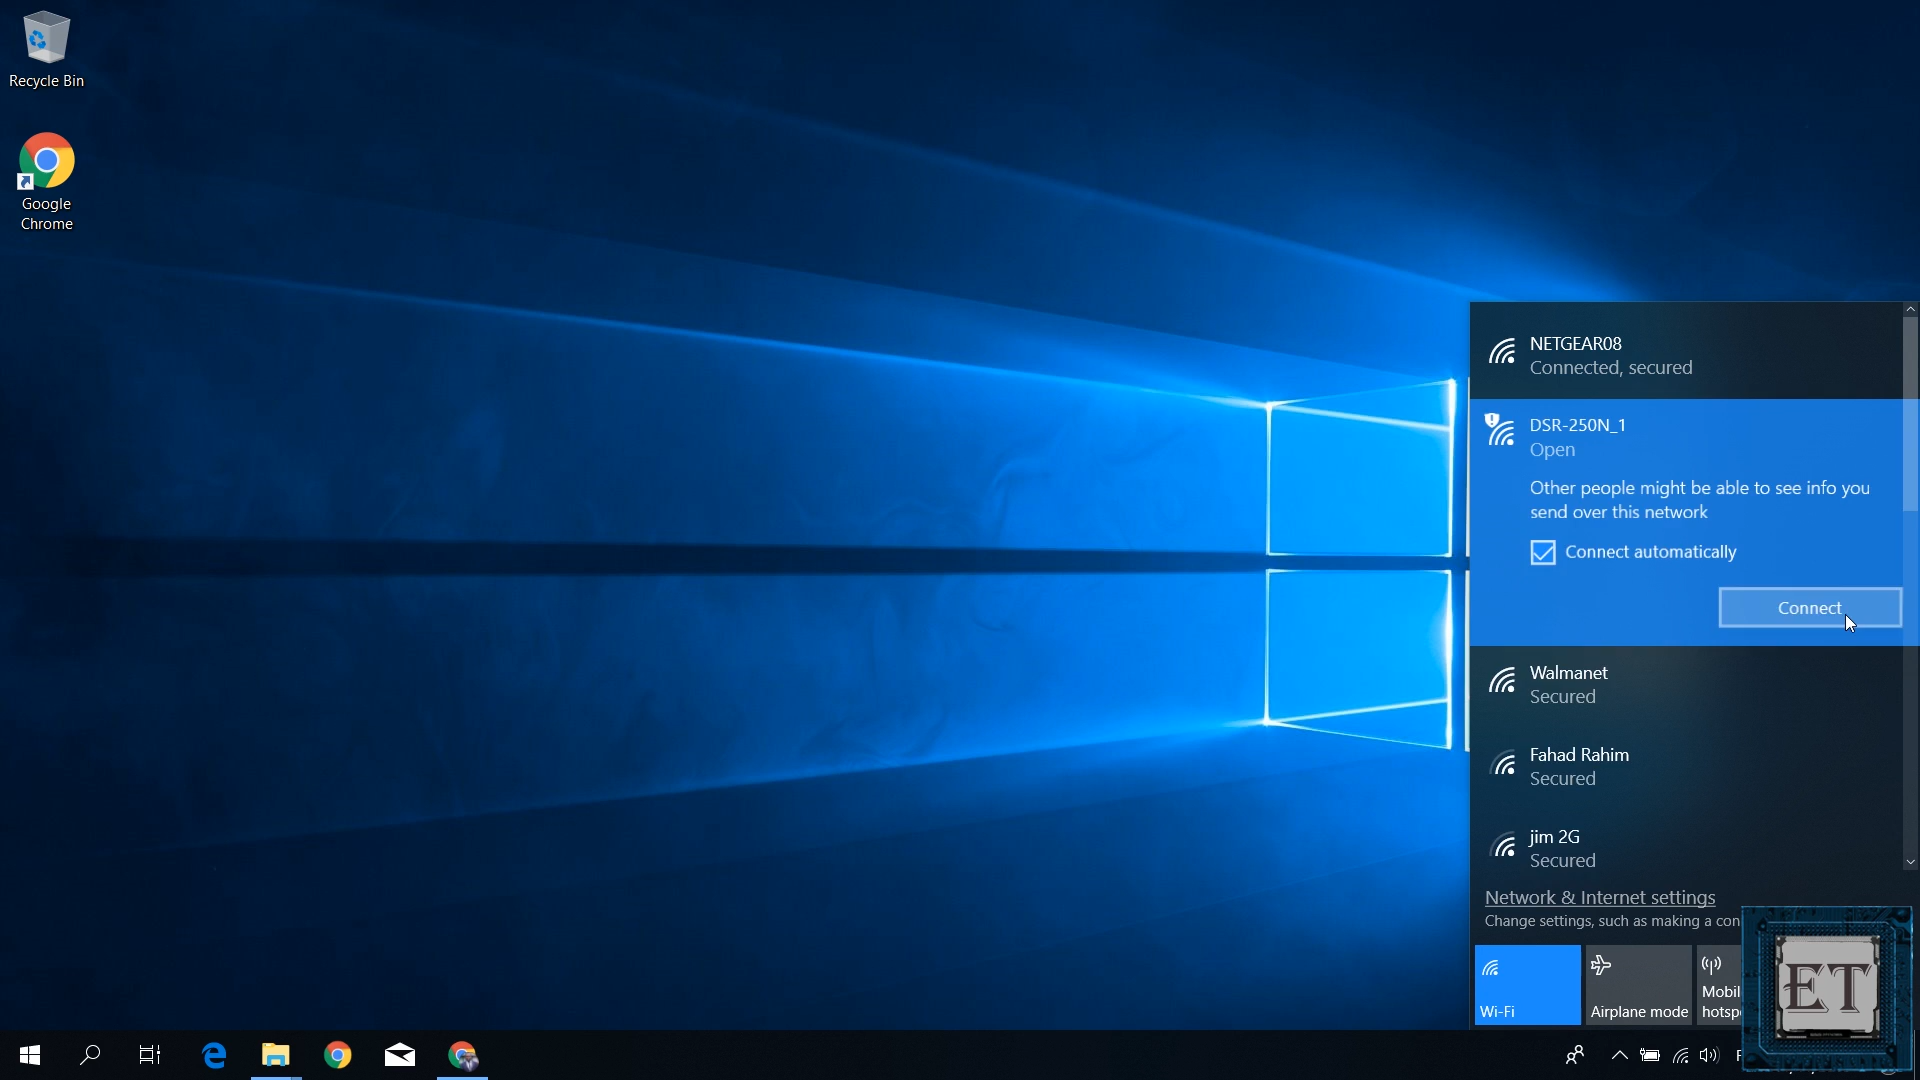 Recycle Bin
Google
Chrome
NETGEAR08
Connected, secured
DSR-250N_1
Open
Other people might be able to see info you
send over this network
Connect automatically
Connect
Walmanet
Secured
Fahad Rahim
Secured
jim 2G
Secured
Network & Internet settings
Change settings, such as making a con
Wi-Fi
Airplane mode
Mobil
hotsp
ET